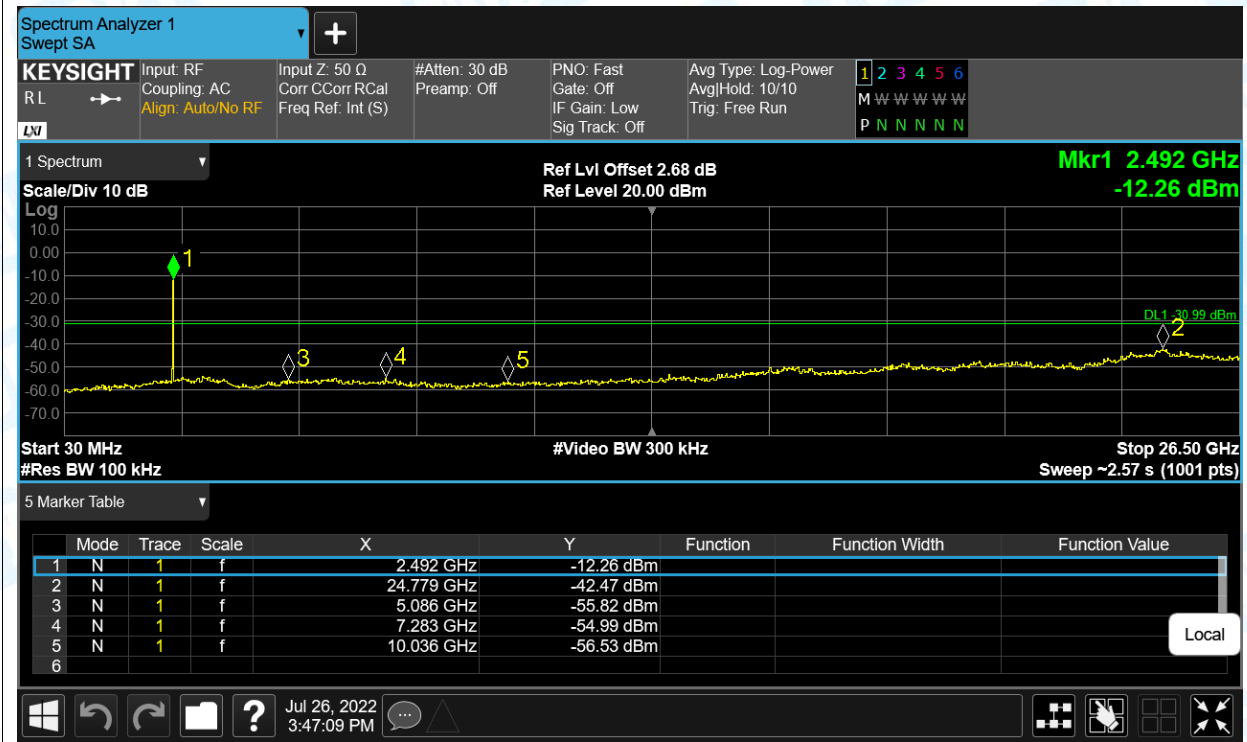 Spectrum Analyzer 1
Swept SA
KEYSIGHT
R L
LXI
Input: RF
Coupling: AC
Align: Auto/No RF
Input Z: 50 Ω
Corr CCorr RCal
Freq Ref: Int (S)
#Atten: 30 dB
Preamp: Off
PNO: Fast
Gate: Off
IF Gain: Low
Sig Track: Off
Avg Type: Log-Power
Avg|Hold: 10/10
Trig: Free Run
1 2 3 4 5 6
M W W W W W
P N N N N N
1 Spectrum
Scale/Div 10 dB
Ref Lvl Offset 2.68 dB
Ref Level 20.00 dBm
Mkr1 2.492 GHz
-12.26 dBm
Log
10.0
0.00
-10.0
-20.0
-30.0
-40.0
-50.0
-60.0
-70.0
1
DL1 -30.99 dBm
2
3
4
5
Start 30 MHz
#Video BW 300 kHz
Stop 26.50 GHz
#Res BW 100 kHz
Sweep ~2.57 s (1001 pts)
5 Marker Table
Mode Trace Scale X Y Function Function Width Function Value
1 N 1 f 2.492 GHz -12.26 dBm
2 N 1 f 24.779 GHz -42.47 dBm
3 N 1 f 5.086 GHz -55.82 dBm
4 N 1 f 7.283 GHz -54.99 dBm
5 N 1 f 10.036 GHz -56.53 dBm
6
Local
?
Jul 26, 2022
3:47:09 PM